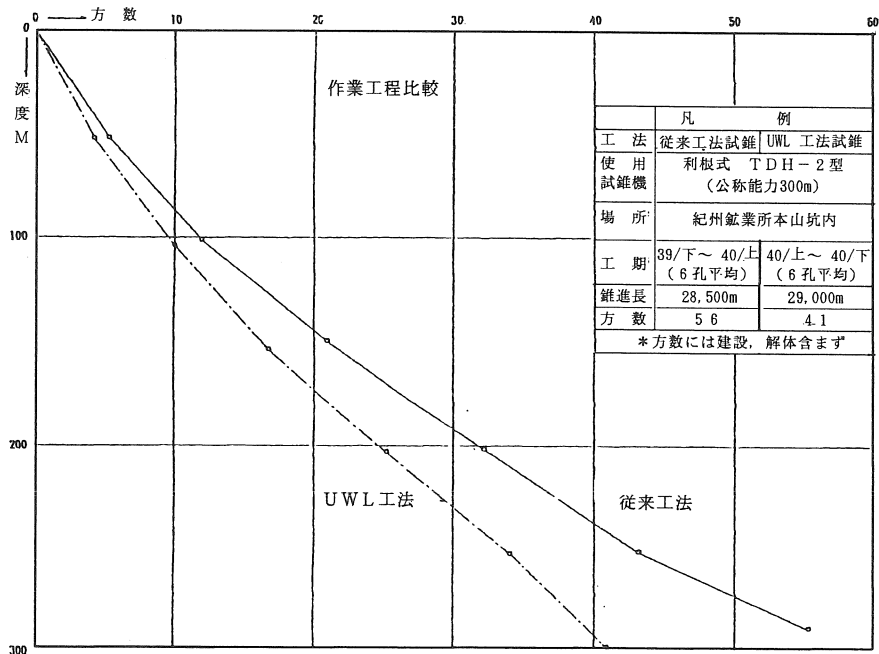 方 数
0 10 20 30 40 50 60
0
深度 M
100
200
300
作業工程比較
UWL工法
従来工法
凡 例
工 法 従来工法試錐 UWL 工法試錐
使 用 試錐機 利根式 TDH-2型
(公称能力300m)
場 所 紀州鉱業所本山坑内
工 期 39/下~ 40/上 40/上~ 40/下
(6孔平均) (6孔平均)
錐進長 28,500m 29,000m
方 数 56 41
*方数には建設,解体含まず